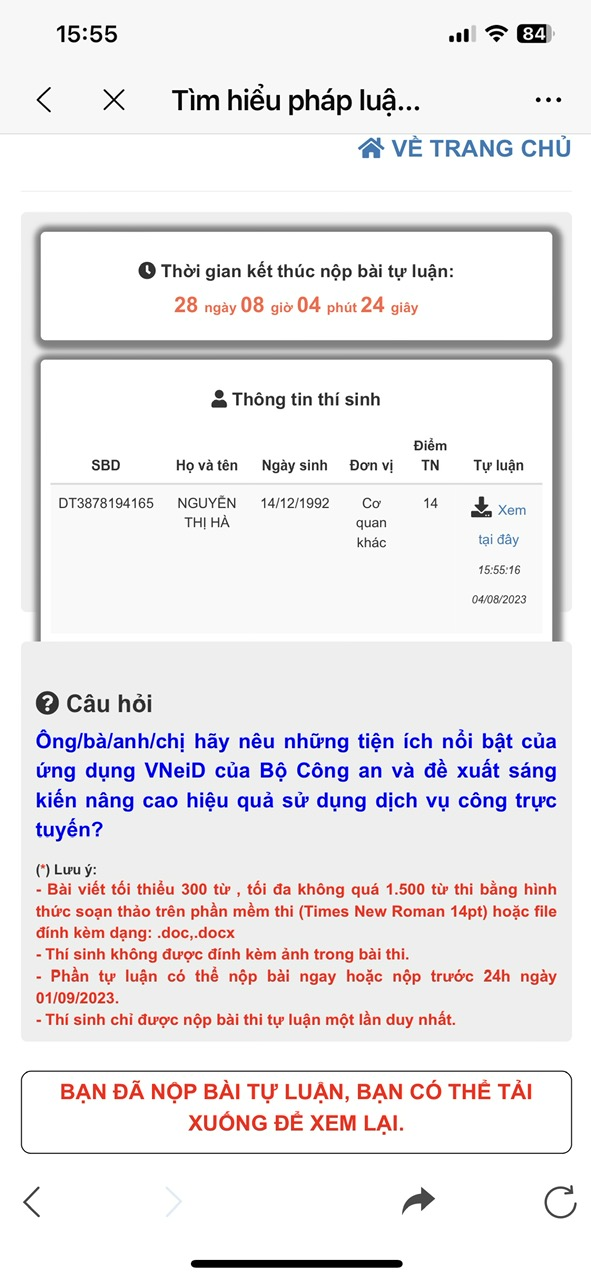 15:55
84
Tìm hiểu pháp luậ...
VỀ TRANG CHỦ
Thời gian kết thúc nộp bài tự luận:
28 ngày 08 giờ 04 phút 24 giây
Thông tin thí sinh
SBD Họ và tên Ngày sinh Đơn vị Điểm TN Tự luận
DT3878194165 NGUYỄN THỊ HÀ 14/12/1992 Cơ quan khác 14 Xem tại đây
15:55:16
04/08/2023
Câu hỏi
Ông/bà/anh/chị hãy nêu những tiện ích nổi bật của
ứng dụng VNeiD của Bộ Công an và đề xuất sáng
kiến nâng cao hiệu quả sử dụng dịch vụ công trực
tuyến?
(*) Lưu ý:
- Bài viết tối thiểu 300 từ , tối đa không quá 1.500 từ thi bằng hình
thức soạn thảo trên phần mềm thi (Times New Roman 14pt) hoặc file
đính kèm dạng: .doc,.docx
- Thí sinh không được đính kèm ảnh trong bài thi.
- Phần tự luận có thể nộp bài ngay hoặc nộp trước 24h ngày
01/09/2023.
- Thí sinh chỉ được nộp bài thi tự luận một lần duy nhất.
BẠN ĐÃ NỘP BÀI TỰ LUẬN, BẠN CÓ THỂ TẢI
XUỐNG ĐỂ XEM LẠI.